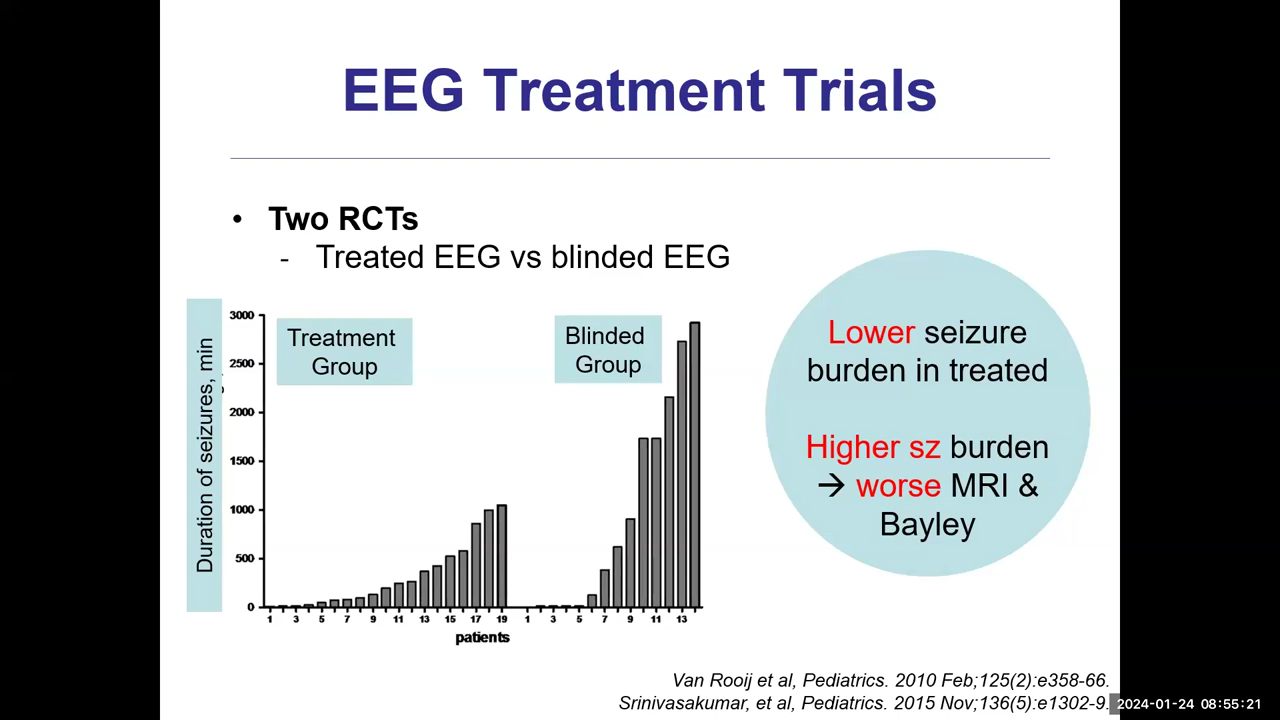 EEG Treatment Trials
• Two RCTs
- Treated EEG vs blinded EEG
Duration of seizures, min
3000
2500
2000
1500
1000
500
0
Treatment
Group
Blinded
Group
1 3 5 7 9 11 13 15 17 19 1 3 5 7 9 11 13
patients
Lower seizure
burden in treated
Higher sz burden
→ worse MRI &
Bayley
Van Rooij et al, Pediatrics. 2010 Feb;125(2):e358-66.
Srinivasakumar, et al, Pediatrics. 2015 Nov;136(5):e1302-9.
2024-01-24 08:55:21